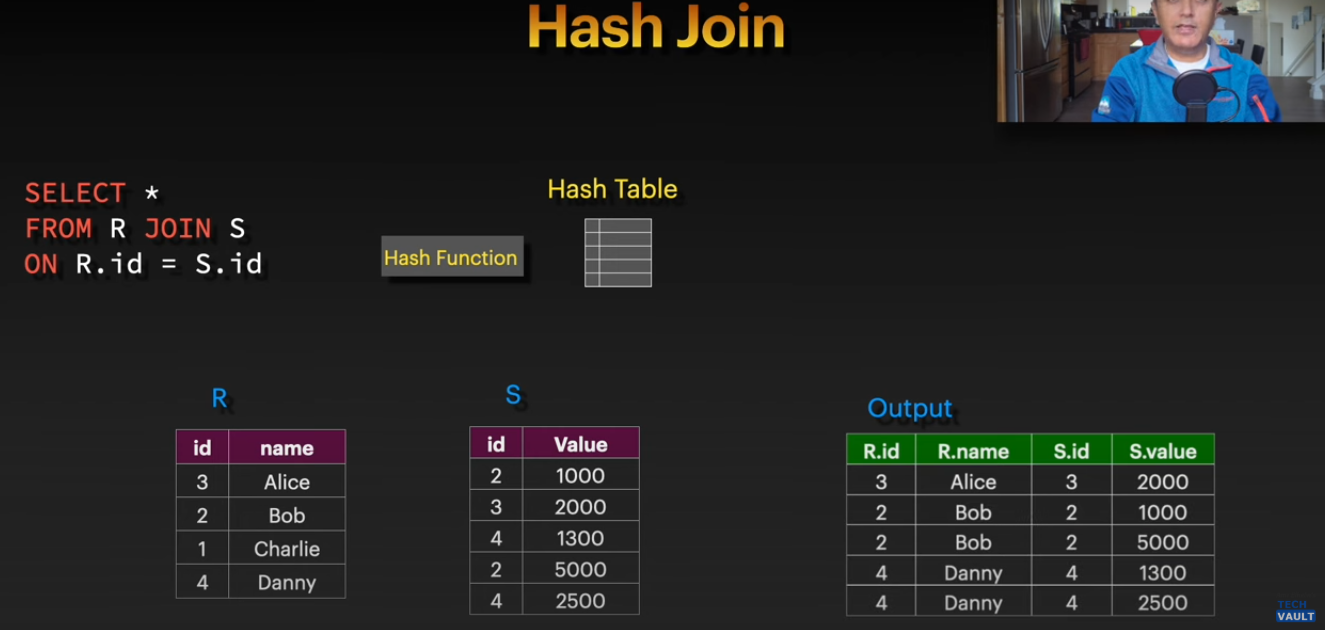 Hash Join
SELECT *
FROM R JOIN S
ON R.id = S.id
Hash Function
Hash Table
R
id name
3 Alice
2 Bob
1 Charlie
4 Danny
S
id Value
2 1000
3 2000
4 1300
2 5000
4 2500
Output
R.id R.name S.id S.value
3 Alice 3 2000
2 Bob 2 1000
2 Bob 2 5000
4 Danny 4 1300
4 Danny 4 2500
TECH
VAULT